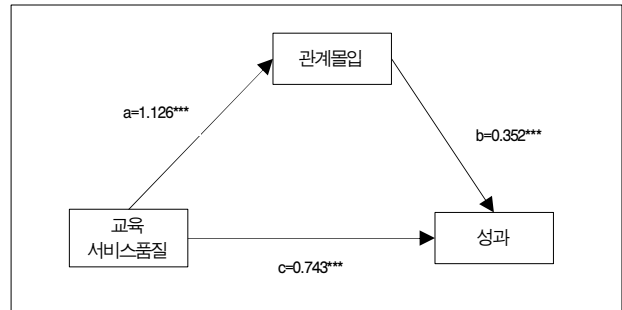 관계몰입
a=1.126***
b=0.352***
교육
서비스품질
성과
c=0.743***